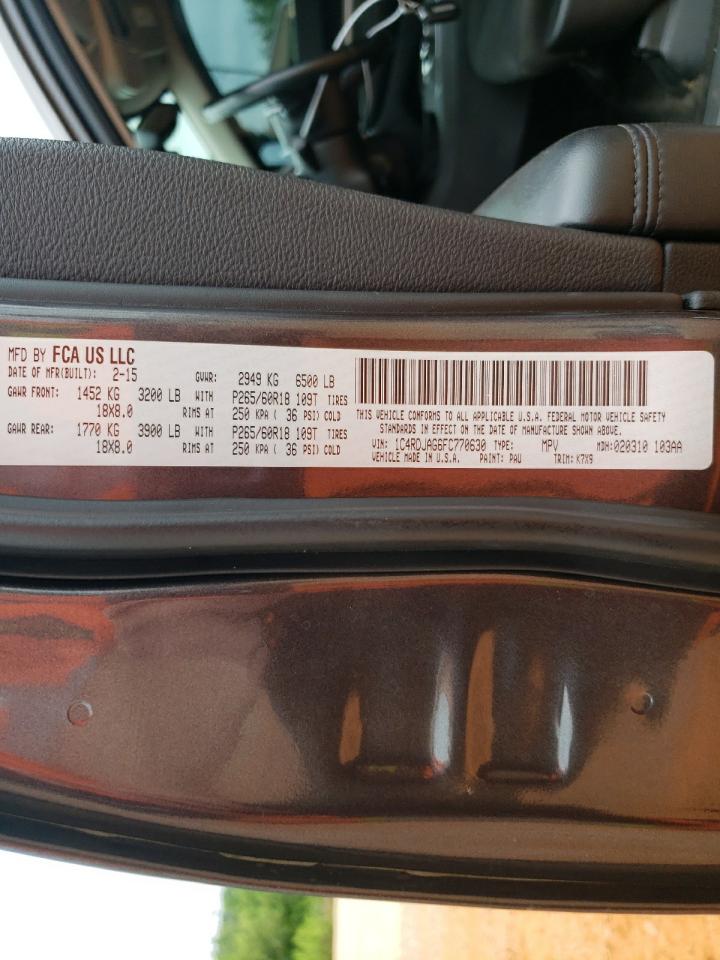 MFD BY FCA US LLC
DATE OF MFR(BUILT): 2-15 GVWR: 2949 KG 6500 LB
GAWR FRONT: 1452 KG 3200 LB WITH P265/60R18 109T TIRES
18X8.0 RIMS AT 250 KPA ( 36 PSI) COLD
GAWR REAR: 1770 KG 3900 LB WITH P265/60R18 109T TIRES
18X8.0 RIMS AT 250 KPA ( 36 PSI) COLD
THIS VEHICLE CONFORMS TO ALL APPLICABLE U.S.A. FEDERAL MOTOR VEHICLE SAFETY
STANDARDS IN EFFECT ON THE DATE OF MANUFACTURE SHOWN ABOVE.
VIN: 1C4RDJAG6FC770630 TYPE: MPV MDH:020310 103AA
VEHICLE MADE IN U.S.A. PAINT: PAU TRIM: K7X9